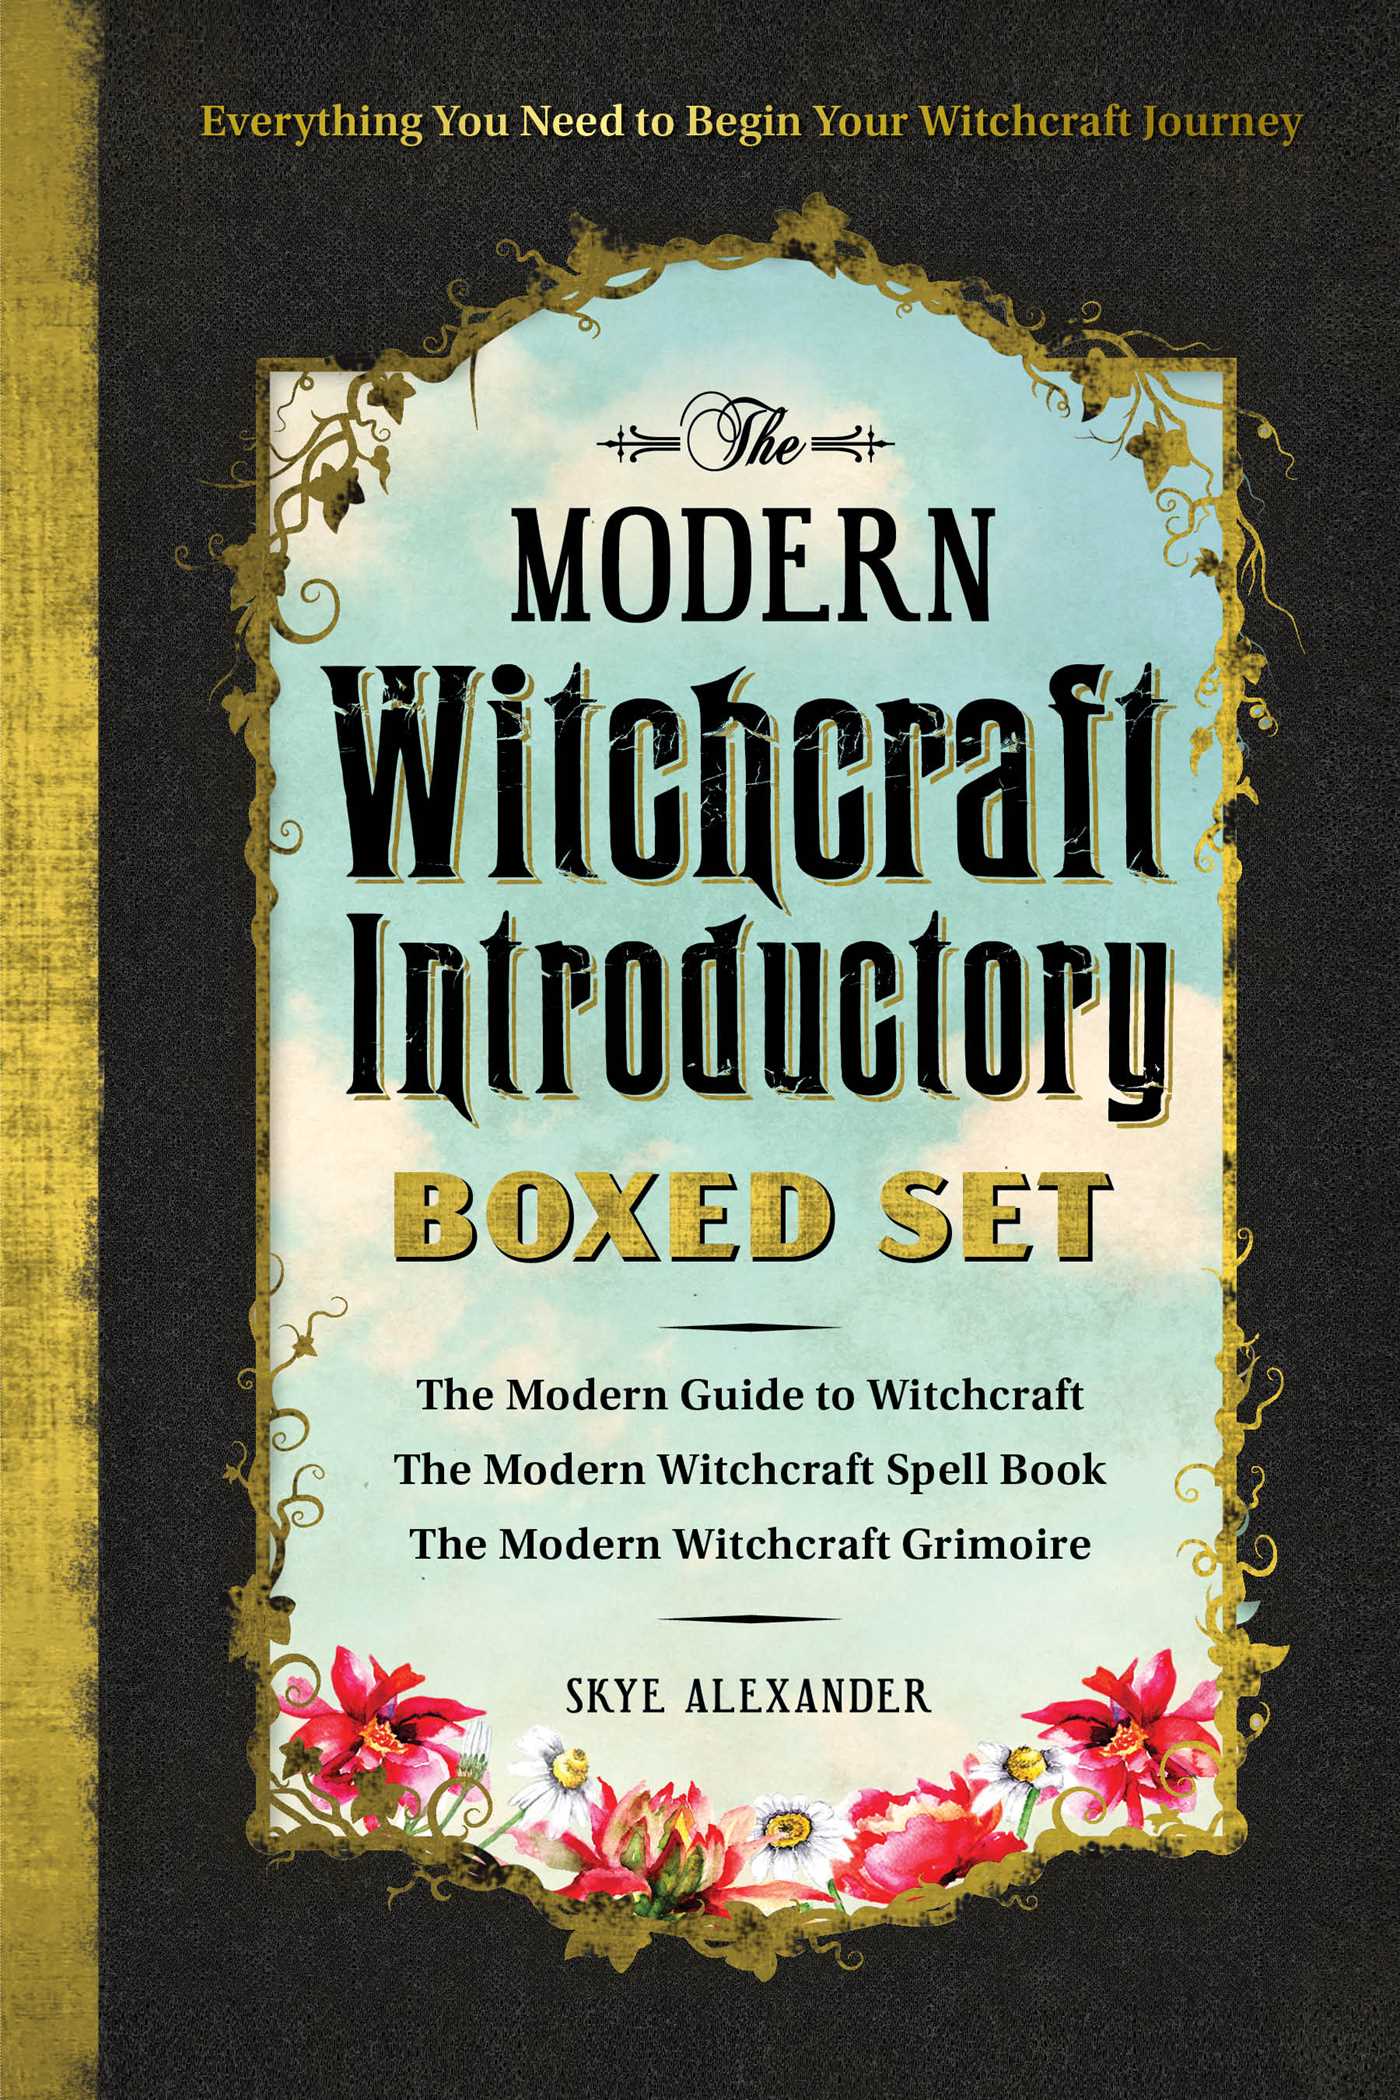 Everything You Need to Begin Your Witchcraft Journey
The
MODERN
Witchcraft
Introductory
BOXED SET
The Modern Guide to Witchcraft
The Modern Witchcraft Spell Book
The Modern Witchcraft Grimoire
SKYE ALEXANDER